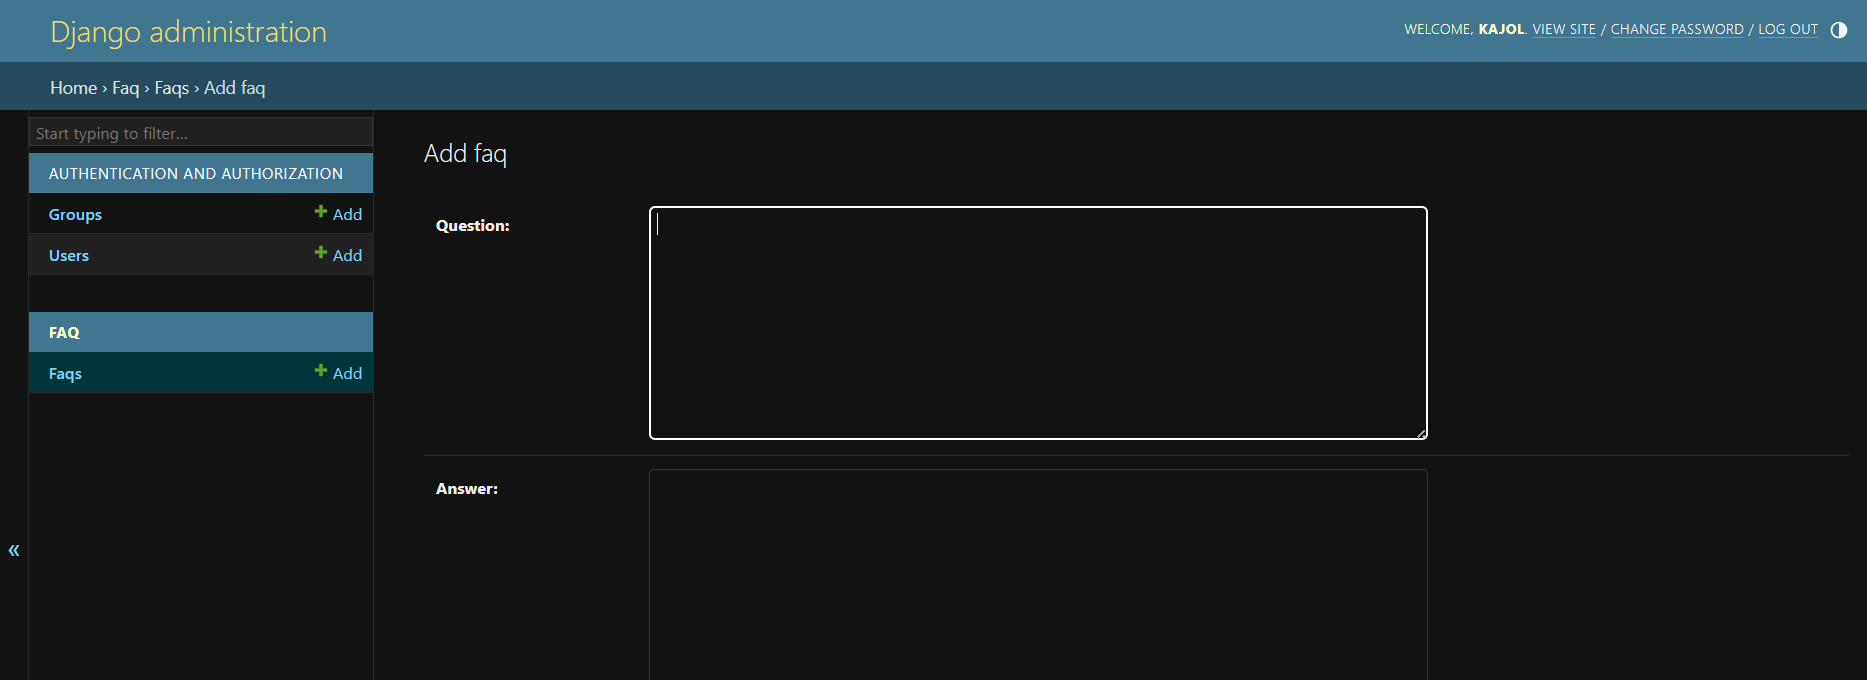 Django administration
WELCOME, KAJOL. VIEW SITE / CHANGE PASSWORD / LOG OUT
Home › Faq › Faqs › Add faq
Start typing to filter...
AUTHENTICATION AND AUTHORIZATION
Groups + Add
Users + Add
FAQ
Faqs + Add
«
Add faq
Question:
Answer: